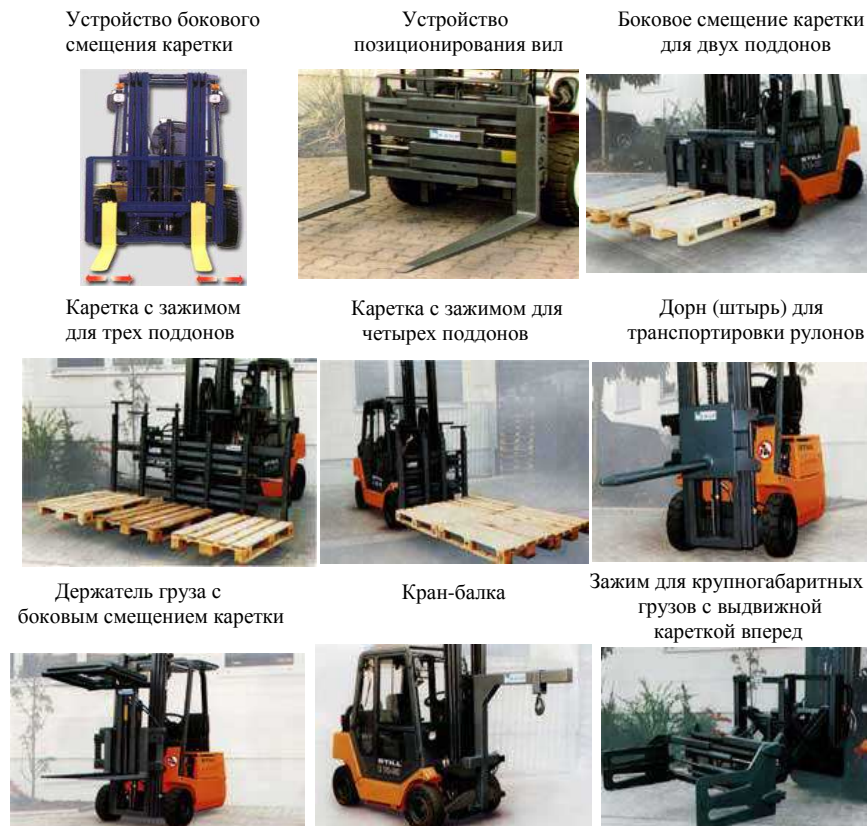 Устройство бокового
смещения каретки
Устройство
позиционирования вил
Боковое смещение каретки
для двух поддонов
Каретка с зажимом
для трех поддонов
Каретка с зажимом для
четырех поддонов
Дорн (штырь) для
транспортировки рулонов
Держатель груза с
боковым смещением каретки
Кран-балка
Зажим для крупногабаритных
грузов с выдвижной
кареткой вперед
STILL
STILL